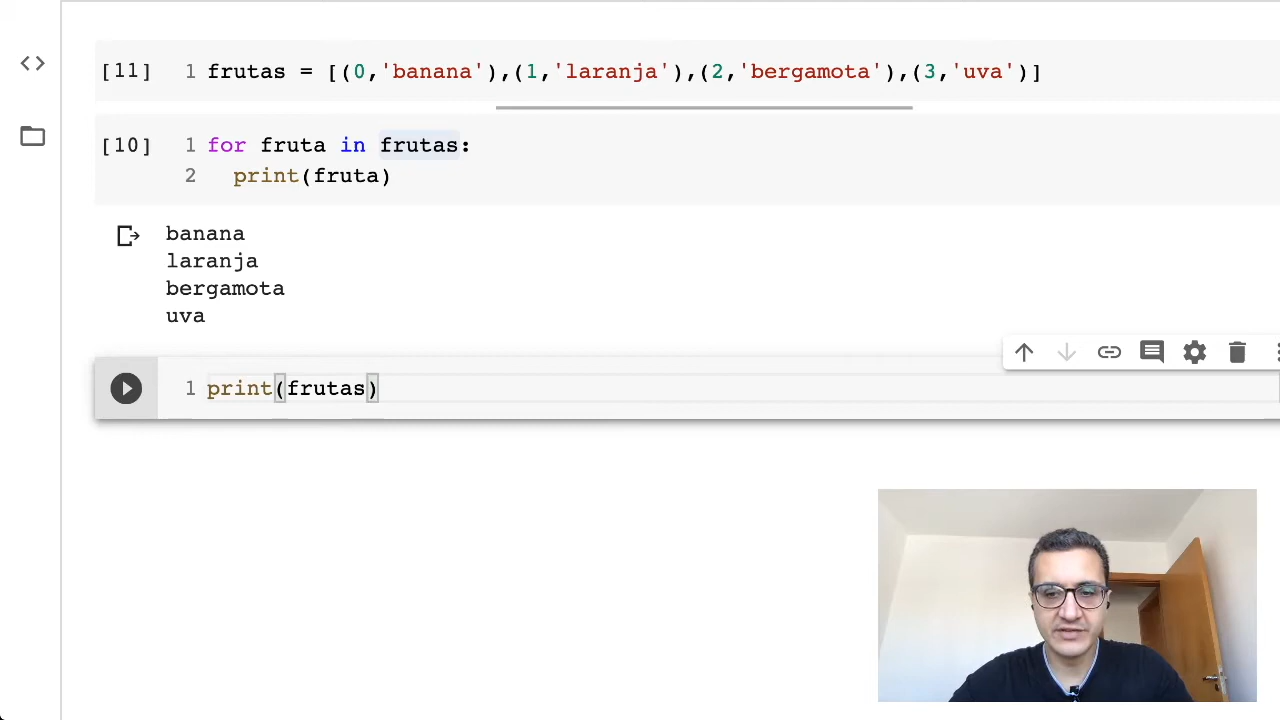 [11] 1 frutas = [(0,'banana'),(1,'laranja'),(2,'bergamota'),(3,'uva')]
[10] 1 for fruta in frutas:
2 print(fruta)
banana
laranja
bergamota
uva
1 print(frutas)